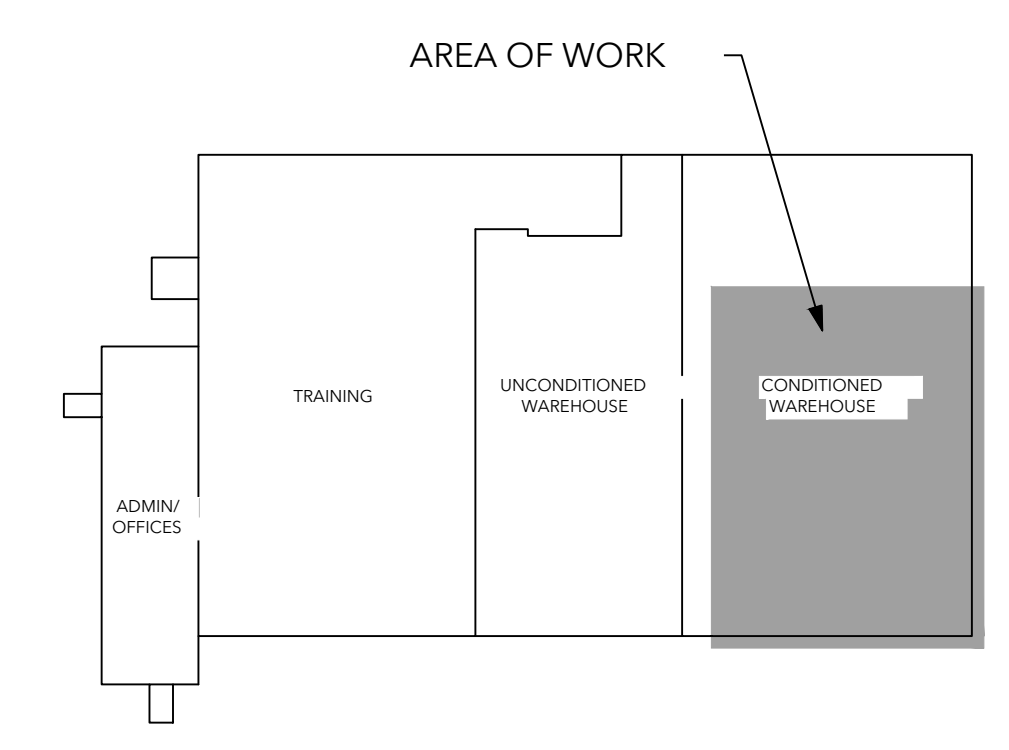 AREA OF WORK
TRAINING
UNCONDITIONED
WAREHOUSE
CONDITIONED
WAREHOUSE
ADMIN/
OFFICES